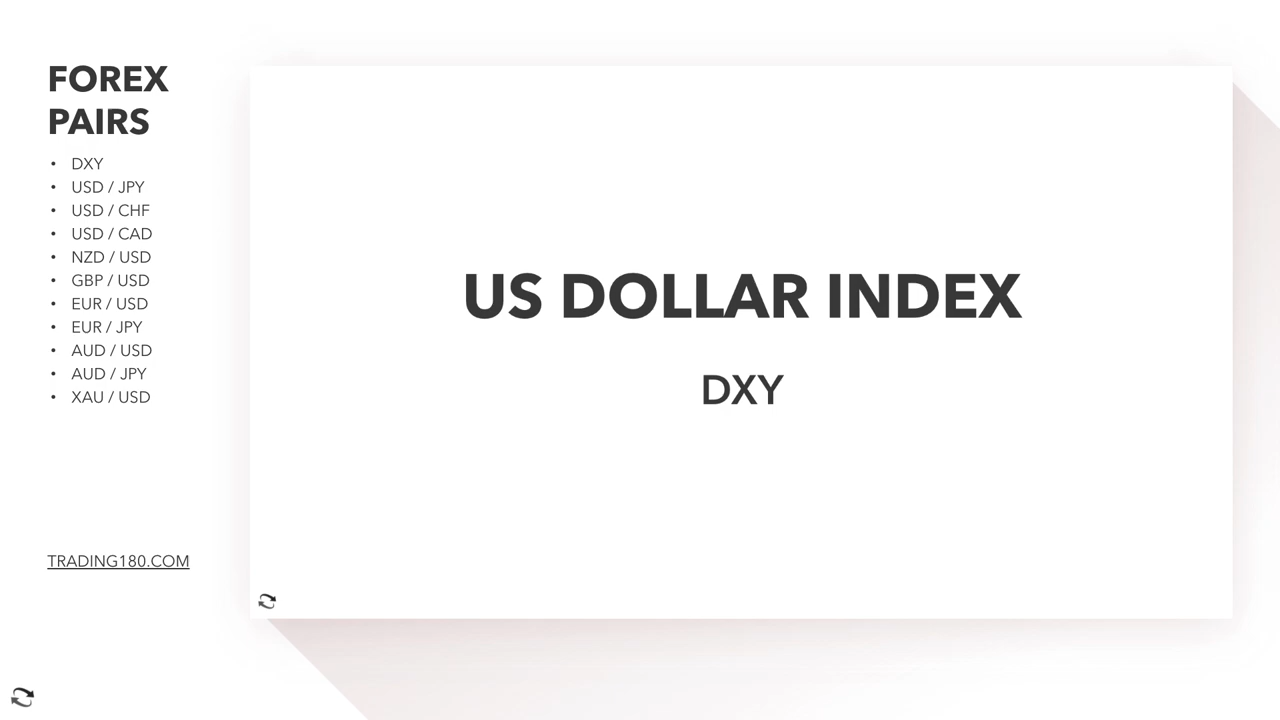 FOREX
PAIRS
• DXY
• USD / JPY
• USD / CHF
• USD / CAD
• NZD / USD
• GBP / USD
• EUR / USD
• EUR / JPY
• AUD / USD
• AUD / JPY
• XAU / USD
TRADING180.COM
US DOLLAR INDEX
DXY